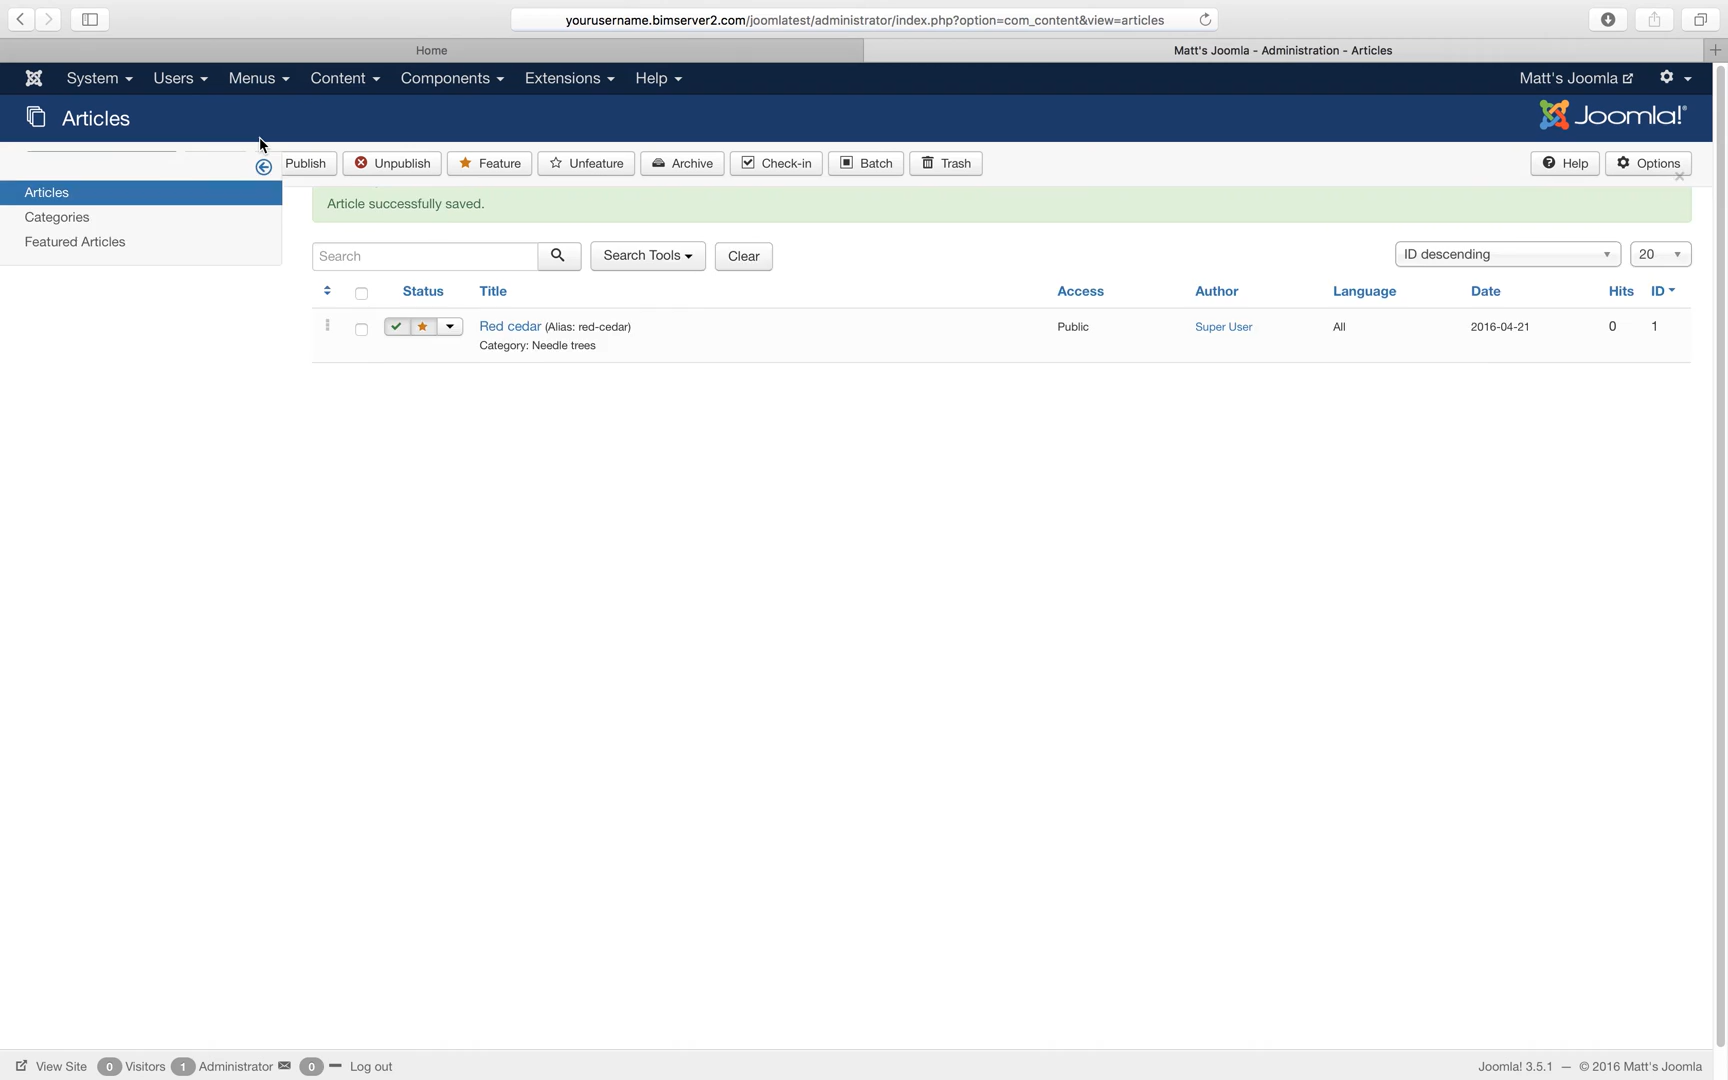 yourusername.bimserver2.com/joomlatest/administrator/index.php?option=com_content&view=articles
Home
Matt's Joomla - Administration - Articles
System Users Menus Content Components Extensions Help Matt's Joomla
Articles Joomla!
Publish Unpublish Feature Unfeature Archive Check-in Batch Trash Help Options
Articles
Categories
Featured Articles
Article successfully saved.
Search Search Tools Clear ID descending 20
Status Title Access Author Language Date Hits ID
Red cedar (Alias: red-cedar) Public Super User All 2016-04-21 0 1
Category: Needle trees
View Site 0 Visitors 1 Administrator 0 Log out Joomla! 3.5.1 — © 2016 Matt's Joomla